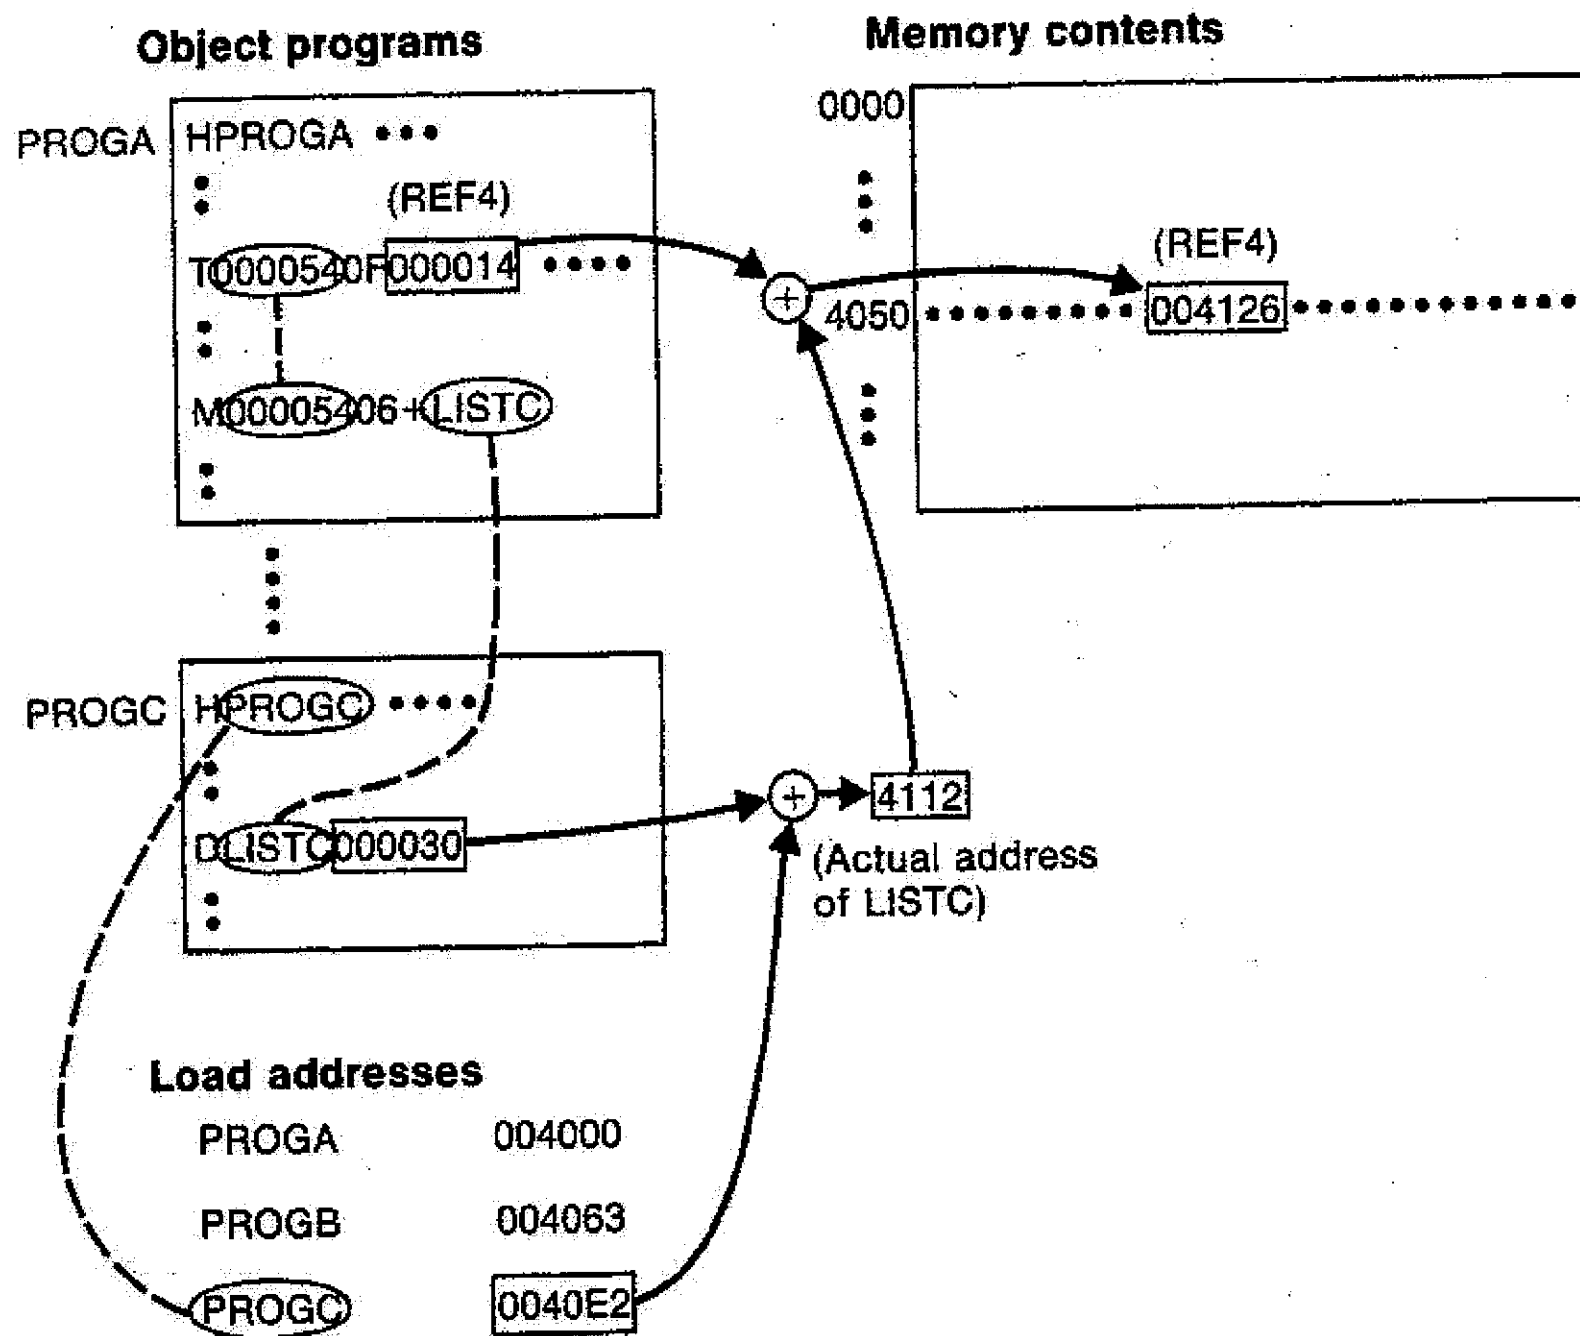 Object programs
Memory contents
PROGA
HPROGA •••
(REF4)
T0000540F000014 ••••
M00005406+LISTC
0000
(REF4)
4050 ••••••••• 004126 ••••••••••••
PROGC
HPROGC ••••
DLISTC000030
4112
(Actual address
of LISTC)
Load addresses
PROGA 004000
PROGB 004063
PROGC 0040E2